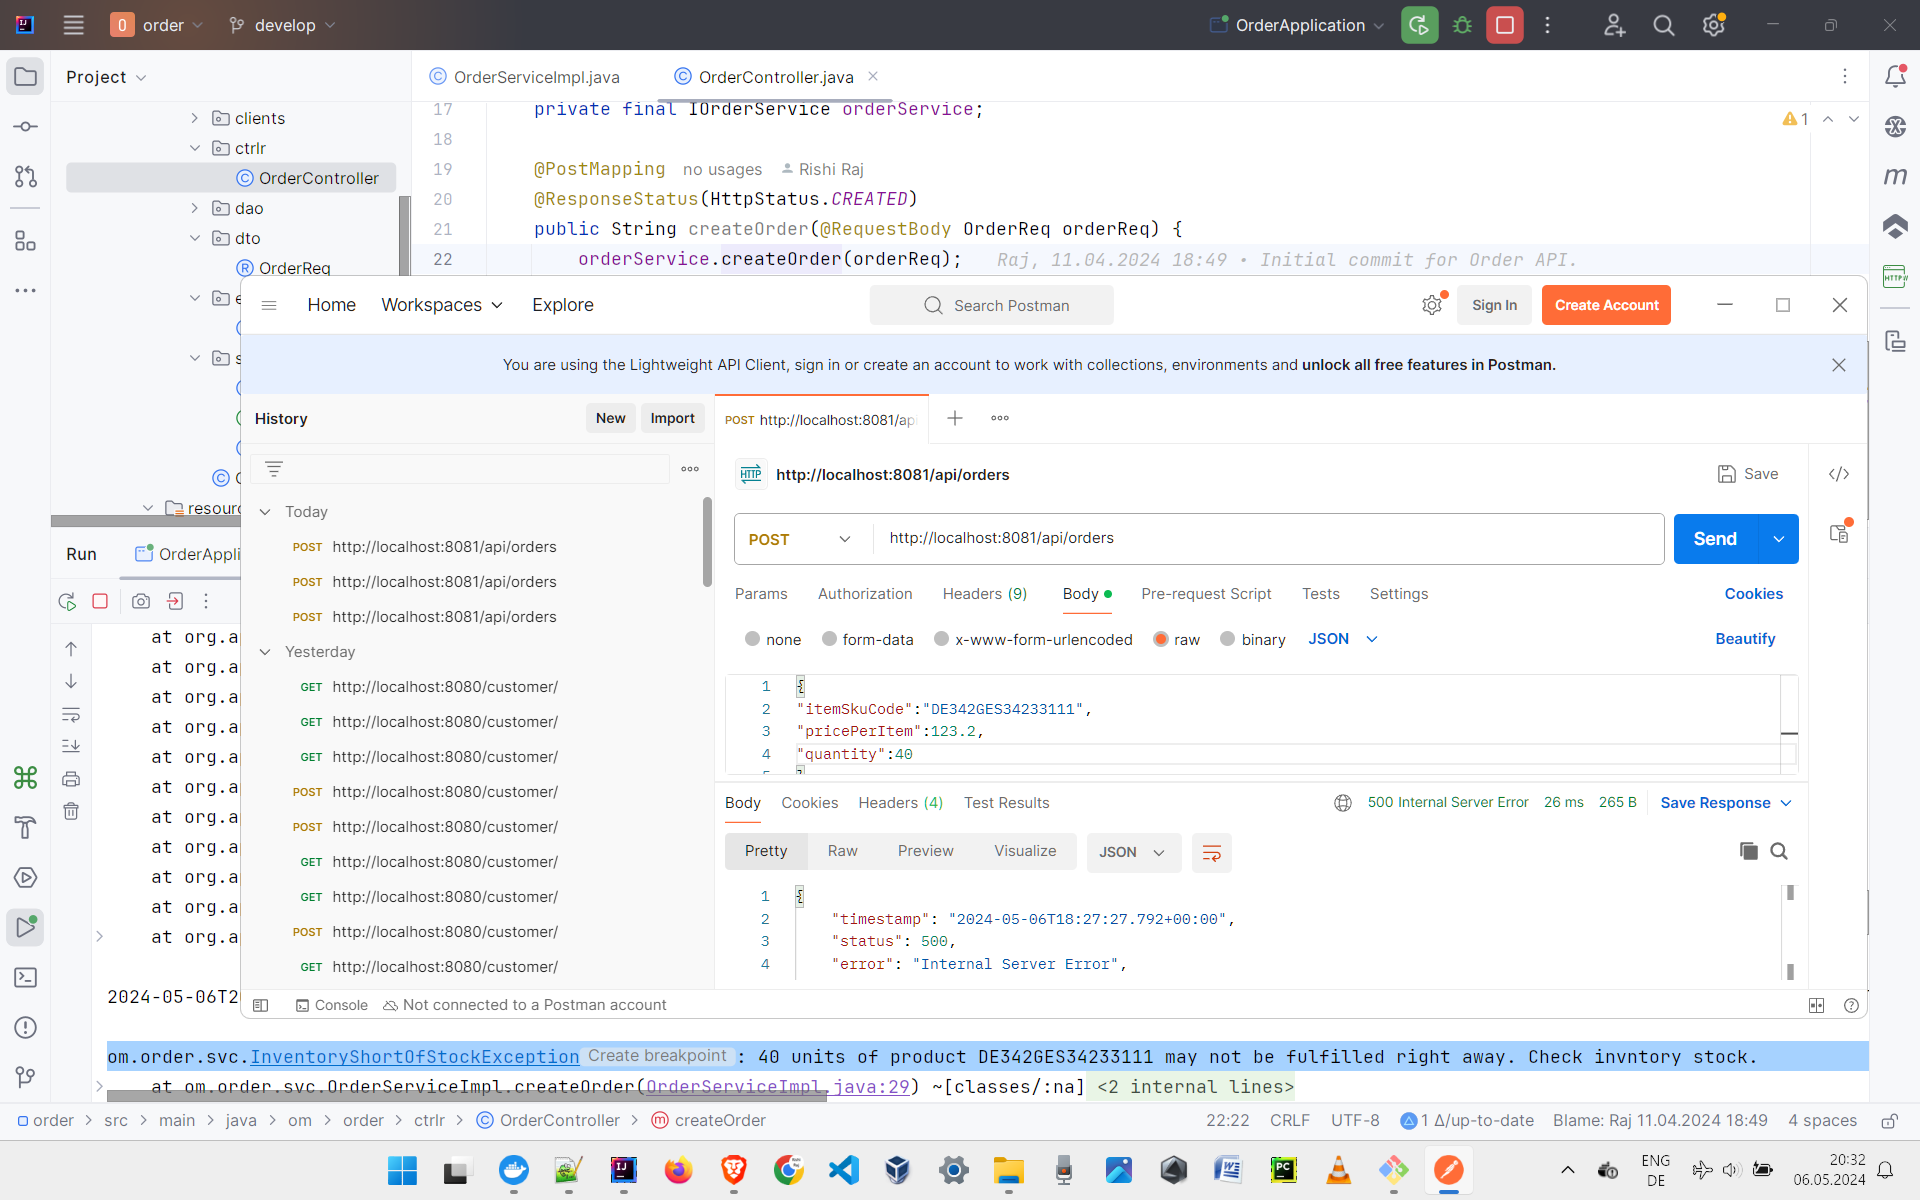 order
develop
OrderApplication
Project
OrderServiceImpl.java
OrderController.java
clients
ctrlr
OrderController
dao
dto
OrderReq
resour
17 private final IOrderService orderService;
18
19 @PostMapping no usages Rishi Raj
20 @ResponseStatus(HttpStatus.CREATED)
21 public String createOrder(@RequestBody OrderReq orderReq) {
22 orderService.createOrder(orderReq); Raj, 11.04.2024 18:49 • Initial commit for Order API.
1
Home Workspaces Explore
Search Postman
Sign In
Create Account
You are using the Lightweight API Client, sign in or create an account to work with collections, environments and unlock all free features in Postman.
History
New
Import
POST http://localhost:8081/api
HTTP http://localhost:8081/api/orders
Save
Today
POST http://localhost:8081/api/orders
POST http://localhost:8081/api/orders
POST http://localhost:8081/api/orders
Yesterday
GET http://localhost:8080/customer/
GET http://localhost:8080/customer/
GET http://localhost:8080/customer/
POST http://localhost:8080/customer/
POST http://localhost:8080/customer/
GET http://localhost:8080/customer/
GET http://localhost:8080/customer/
POST http://localhost:8080/customer/
GET http://localhost:8080/customer/
POST
http://localhost:8081/api/orders
Send
Params Authorization Headers (9) Body Pre-request Script Tests Settings
Cookies
none form-data x-www-form-urlencoded raw binary JSON
Beautify
1 {
2 "itemSkuCode":"DE342GES34233111",
3 "pricePerItem":123.2,
4 "quantity":40
Body Cookies Headers (4) Test Results
500 Internal Server Error 26 ms 265 B Save Response
Pretty Raw Preview Visualize JSON
1 {
2 "timestamp": "2024-05-06T18:27:27.792+00:00",
3 "status": 500,
4 "error": "Internal Server Error",
Console Not connected to a Postman account
Run
OrderAppli
at org.ap
at org.ap
at org.ap
at org.ap
at org.ap
at org.ap
at org.ap
at org.ap
at org.ap
at org.ap
at org.ap
2024-05-06T2
om.order.svc.InventoryShortOfStockException Create breakpoint : 40 units of product DE342GES34233111 may not be fulfilled right away. Check invntory stock.
at om.order.svc.OrderServiceImpl.createOrder(OrderServiceImpl.java:29) ~[classes/:na] <2 internal lines>
order > src > main > java > om > order > ctrlr > OrderController > createOrder
22:22 CRLF UTF-8 1 Δ/up-to-date Blame: Raj 11.04.2024 18:49 4 spaces
ENG
DE
20:32
06.05.2024